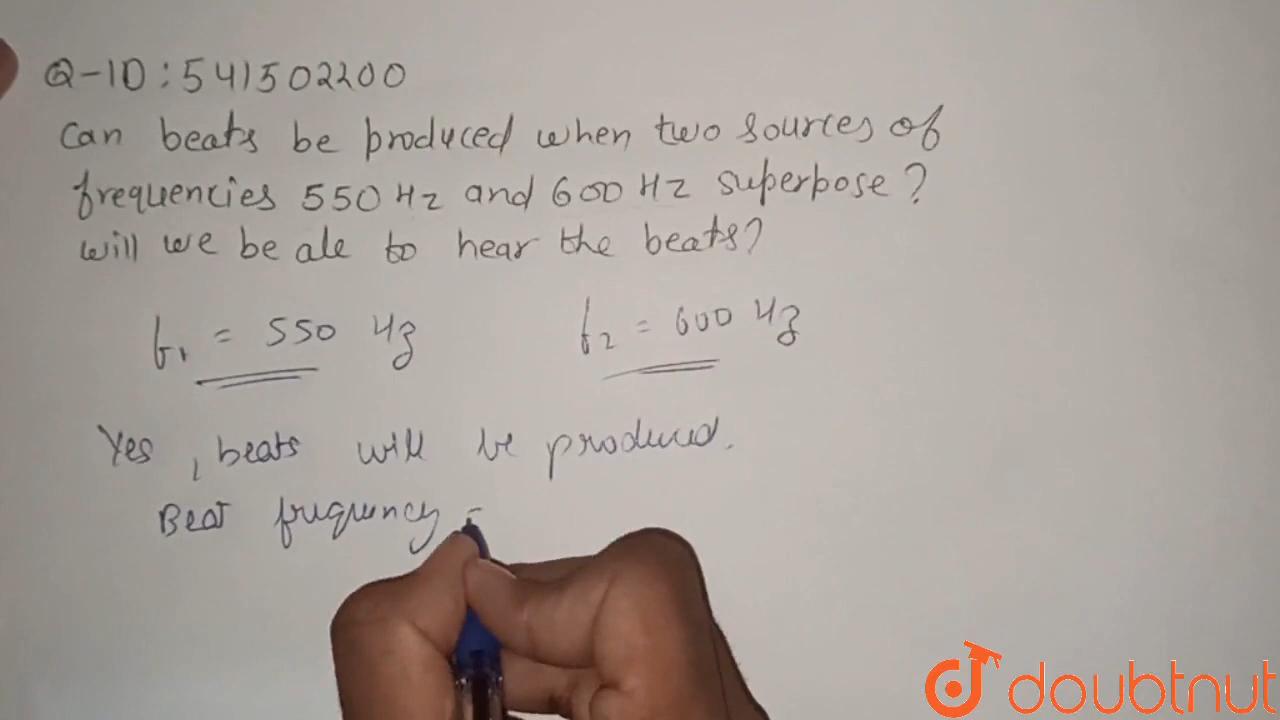 Q-ID: 541502200
Can beats be produced when two sources of
frequencies 550 Hz and 600 Hz superpose?
will we be ale to hear the beats?
f1 = 550 Hz f2 = 600 Hz
Yes, beats will be produced.
Beat frequency =
doubtnut